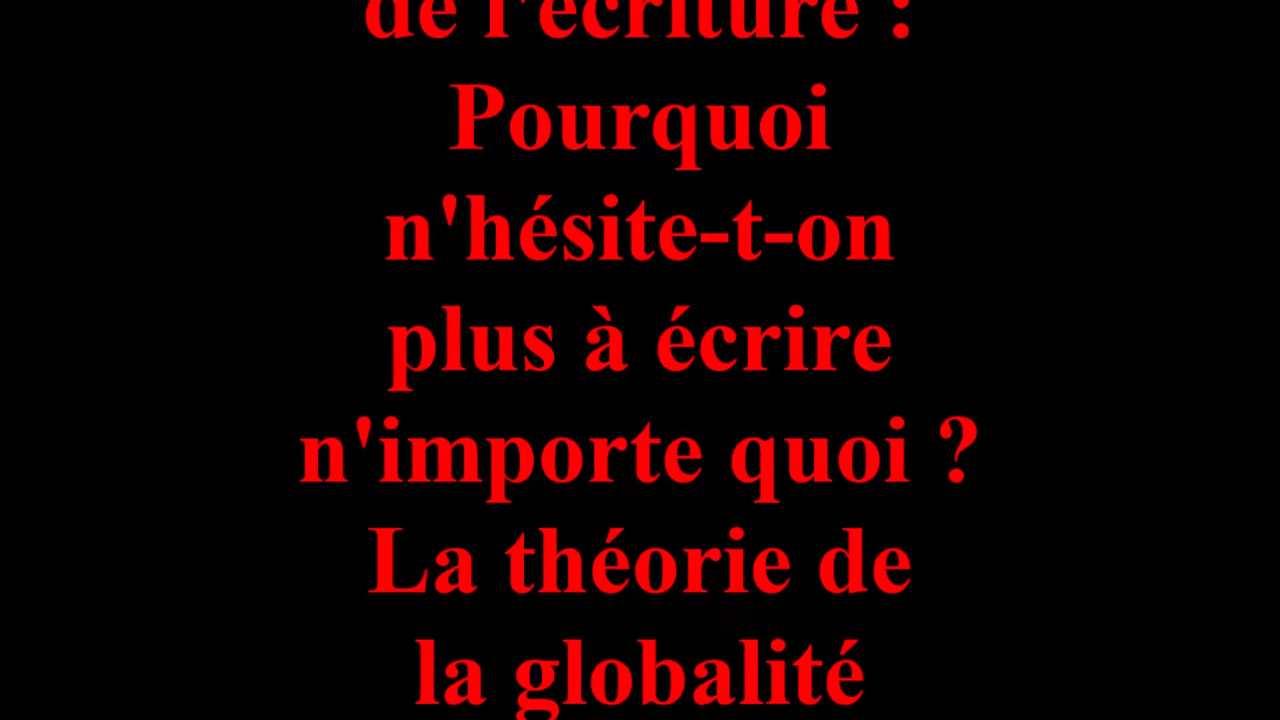 de l'écriture :
Pourquoi
n'hésite-t-on
plus à écrire
n'importe quoi ?
La théorie de
la globalité